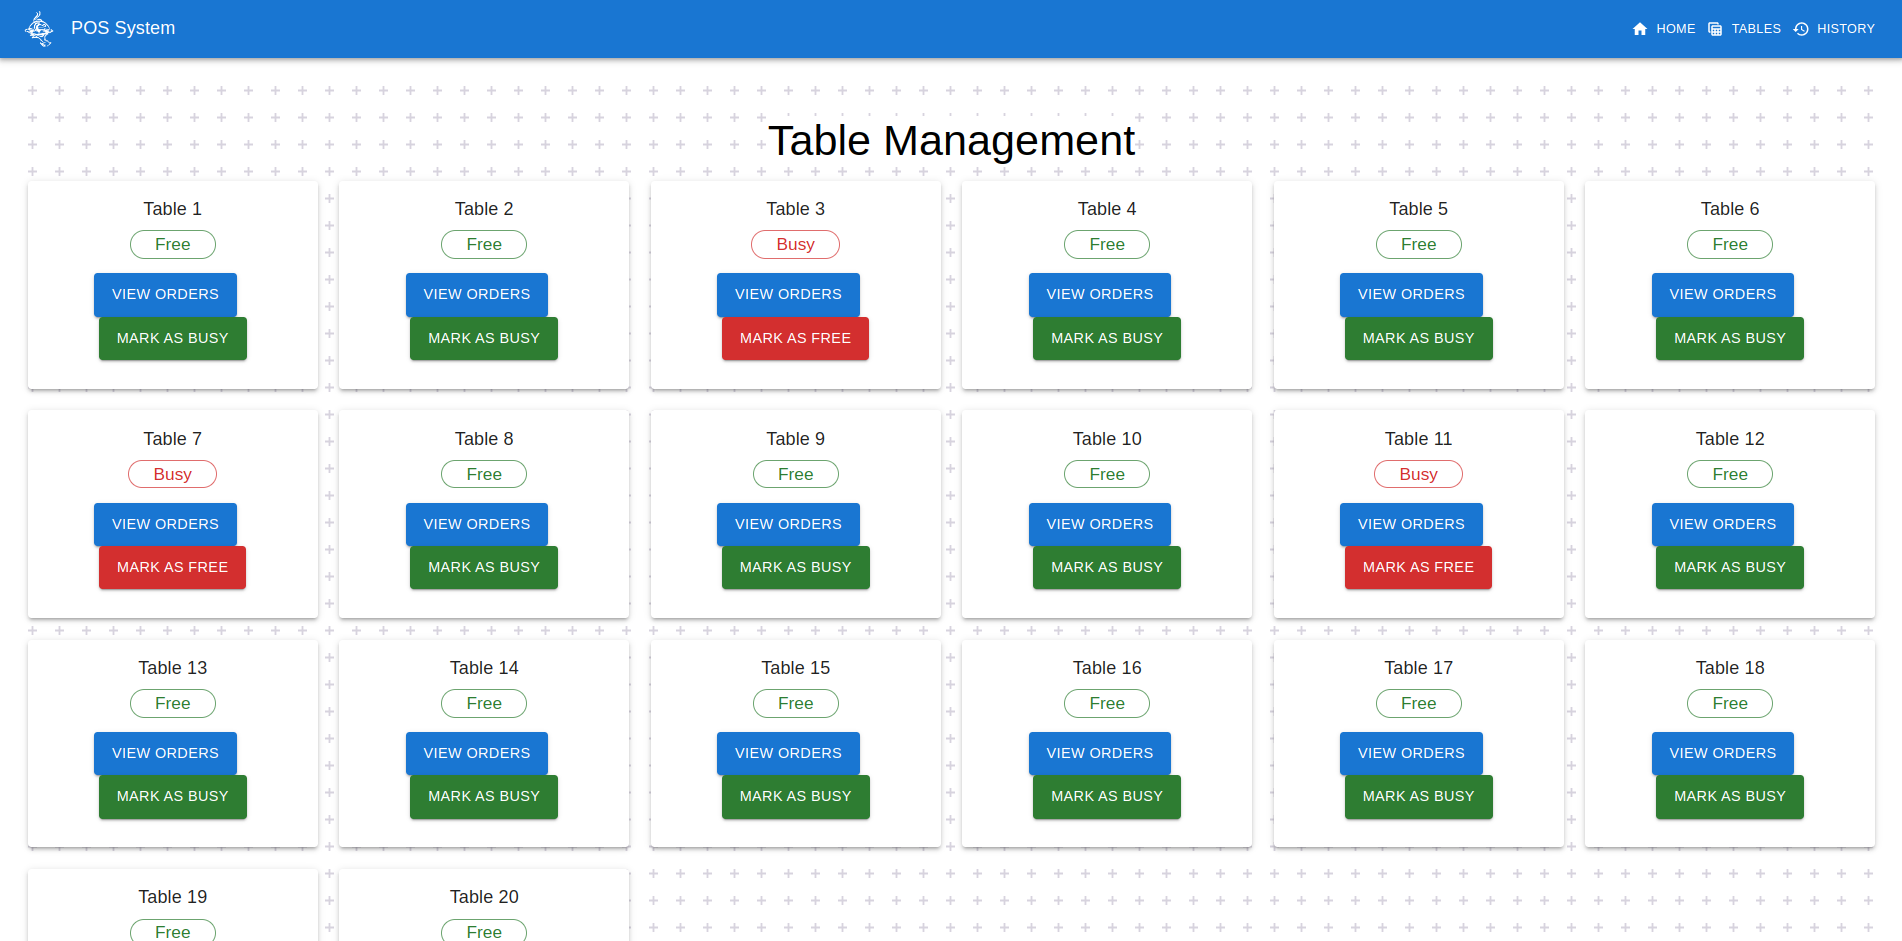 POS System
HOME TABLES HISTORY
Table Management
Table 1
Free
VIEW ORDERS
MARK AS BUSY
Table 2
Free
VIEW ORDERS
MARK AS BUSY
Table 3
Busy
VIEW ORDERS
MARK AS FREE
Table 4
Free
VIEW ORDERS
MARK AS BUSY
Table 5
Free
VIEW ORDERS
MARK AS BUSY
Table 6
Free
VIEW ORDERS
MARK AS BUSY
Table 7
Busy
VIEW ORDERS
MARK AS FREE
Table 8
Free
VIEW ORDERS
MARK AS BUSY
Table 9
Free
VIEW ORDERS
MARK AS BUSY
Table 10
Free
VIEW ORDERS
MARK AS BUSY
Table 11
Busy
VIEW ORDERS
MARK AS FREE
Table 12
Free
VIEW ORDERS
MARK AS BUSY
Table 13
Free
VIEW ORDERS
MARK AS BUSY
Table 14
Free
VIEW ORDERS
MARK AS BUSY
Table 15
Free
VIEW ORDERS
MARK AS BUSY
Table 16
Free
VIEW ORDERS
MARK AS BUSY
Table 17
Free
VIEW ORDERS
MARK AS BUSY
Table 18
Free
VIEW ORDERS
MARK AS BUSY
Table 19
Free
Table 20
Free